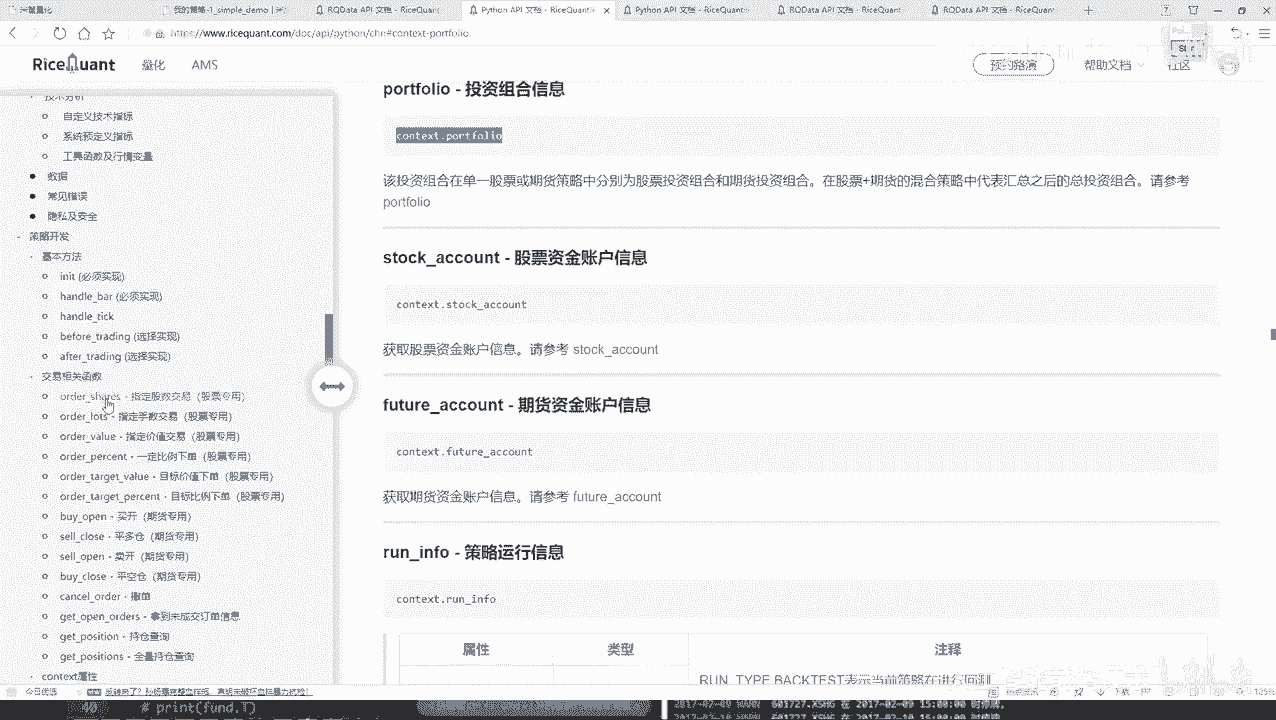 米筐量化
我的策略-1_simple_demo | 米
RQData API 文档 - RiceQuant
Python API 文档 - RiceQuant
Python API 文档 - RiceQuant
RQData API 文档 - RiceQuant
RQData API 文档 - RiceQuant
https://www.ricequant.com/doc/api/python/chn#context-portfolio
RiceQuant
量化
AMS
预约路演
帮助文档
社区
技术分析
自定义技术指标
系统预定义指标
工具函数及行情变量
数据
常见错误
隐私及安全
策略开发
基本方法
init (必须实现)
handle_bar (必须实现)
handle_tick
before_trading (选择实现)
after_trading (选择实现)
交易相关函数
order_shares - 指定股数交易（股票专用）
order_lots - 指定手数交易（股票专用）
order_value - 指定价值交易（股票专用）
order_percent - 一定比例下单（股票专用）
order_target_value - 目标价值下单（股票专用）
order_target_percent - 目标比例下单（股票专用）
buy_open - 买开（期货专用）
sell_close - 平多仓（期货专用）
sell_open - 卖开（期货专用）
buy_close - 平空仓（期货专用）
cancel_order - 撤单
get_open_orders - 拿到未成交订单信息
get_position - 持仓查询
get_positions - 全量持仓查询
context属性
portfolio - 投资组合信息
context.portfolio
该投资组合在单一股票或期货策略中分别为股票投资组合和期货投资组合。在股票+期货的混合策略中代表汇总之后的总投资组合。请参考
portfolio
stock_account - 股票资金账户信息
context.stock_account
获取股票资金账户信息。请参考 stock_account
future_account - 期货资金账户信息
context.future_account
获取期货资金账户信息。请参考 future_account
run_info - 策略运行信息
context.run_info
属性
类型
注释
RUN_TYPE.BACKTEST表示当前策略在进行回测
今日优选
40 # print(fund.T)
2017-02-09 WARN 601727.XSHG 在 2017-02-09 15:00:00 时停牌。